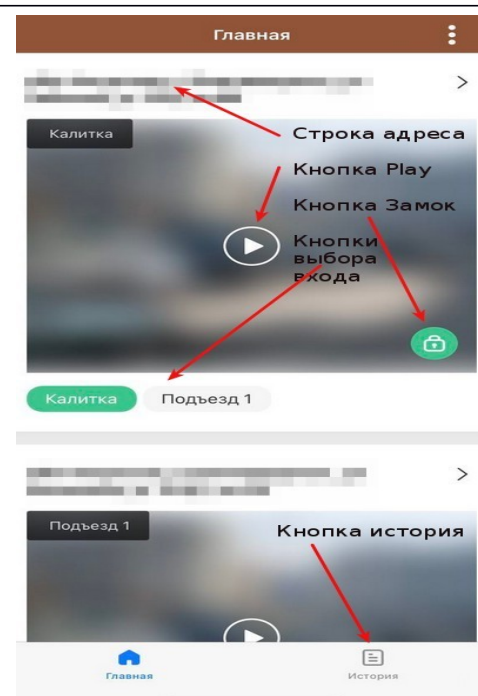 Главная
Калитка
Строка адреса
Кнопка Play
Кнопка Замок
Кнопки
выбора
входа
Калитка
Подъезд 1
Подъезд 1
Кнопка история
Главная
История